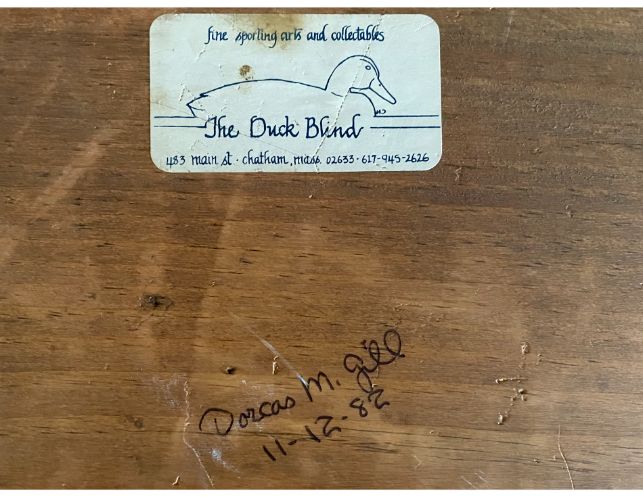 fine sporting arts and collectables
The Duck Blind
483 main st · chatham, mass. 02633 · 617-945-2626
Dorcas M. Gill
11-12-82